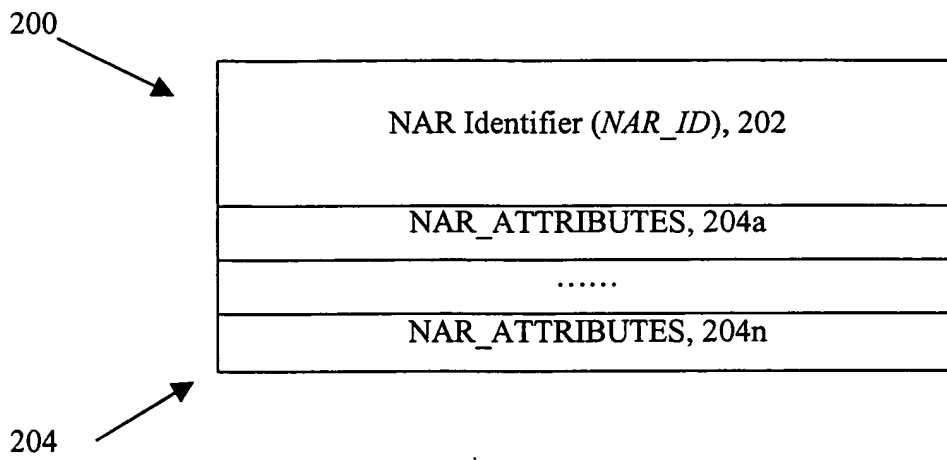 200
NAR Identifier (NAR_ID), 202
NAR_ATTRIBUTES, 204a
......
NAR_ATTRIBUTES, 204n
204